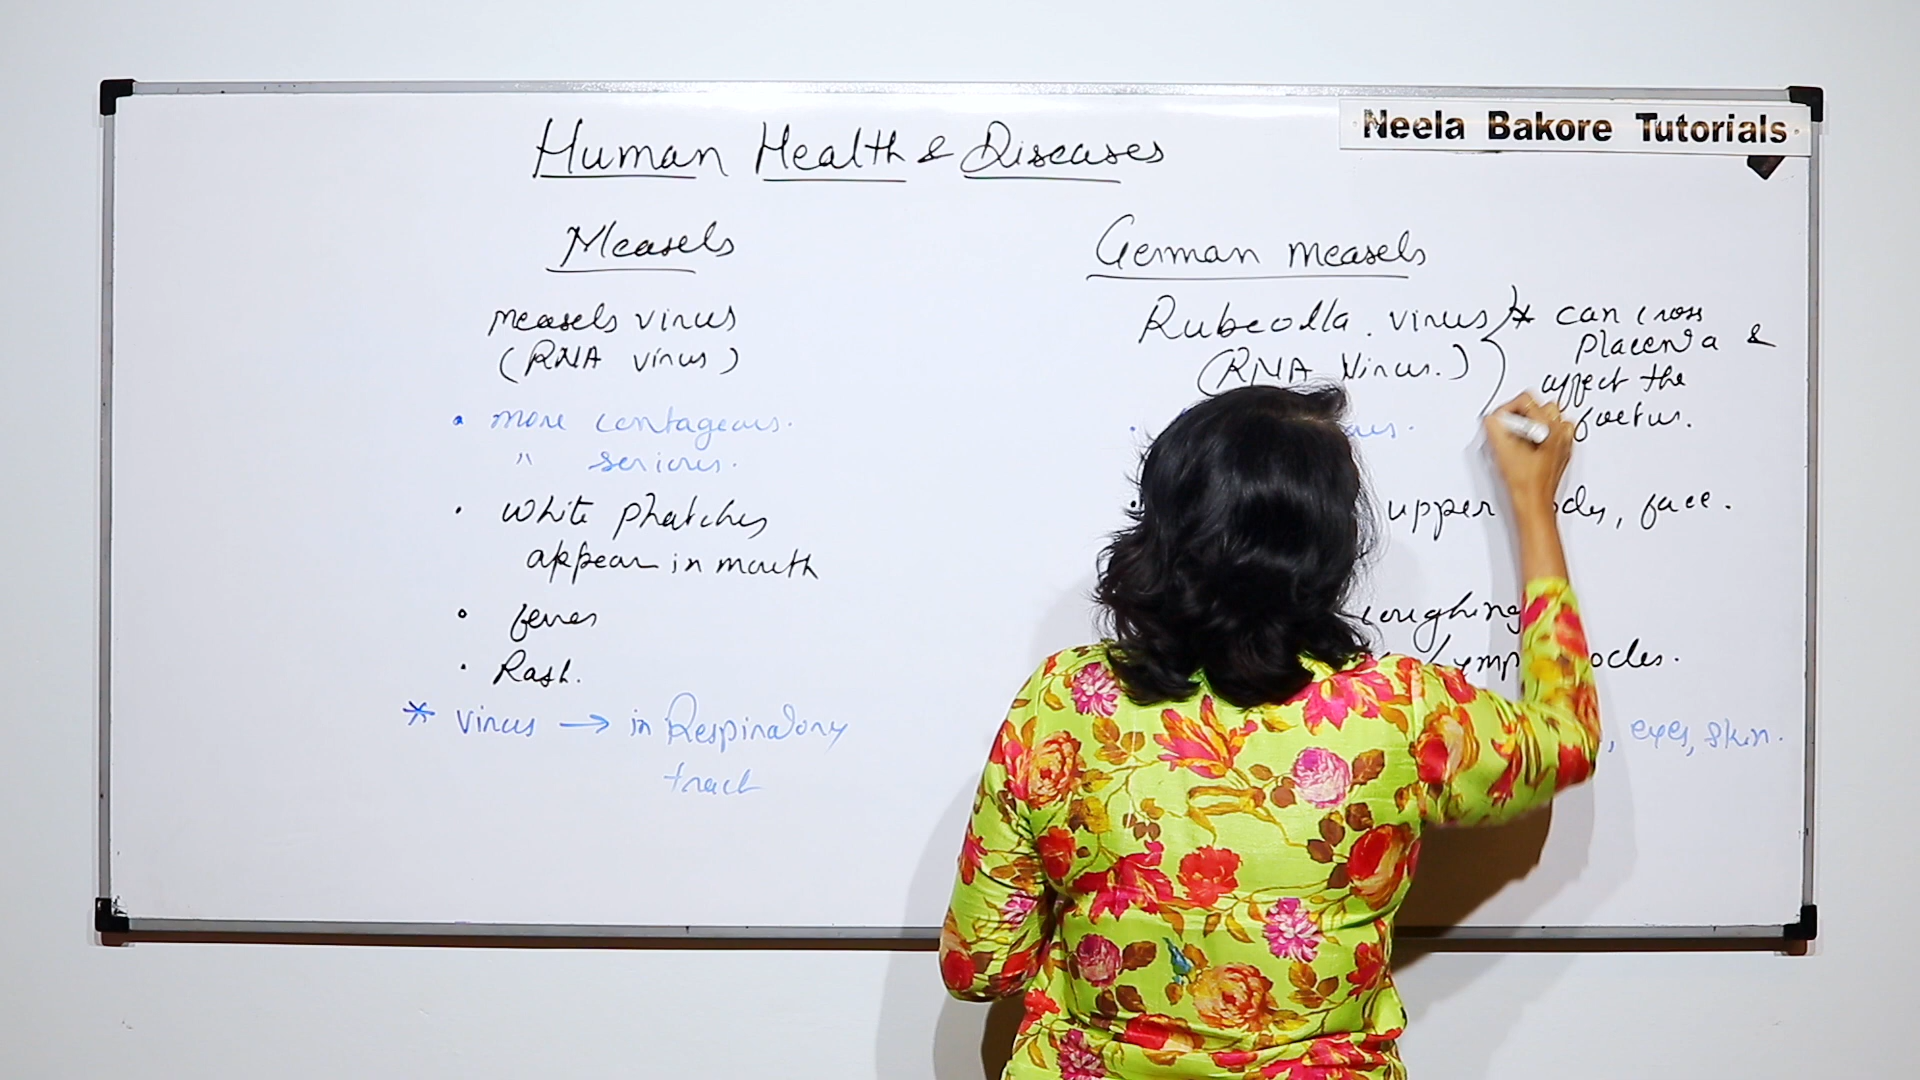 Neela Bakore Tutorials
Human Health & Diseases
Measels
measels virus
(RNA virus)
• more contageous.
" serious.
• white phatches
appear in mouth
• fever
• Rash.
* virus → in Respiratory
tract
German measels
Rubeolla virus
(RNA Virus.)
* can cross
placenta &
affect the
foetus.
upper face.
coughing
, eyes, skin.